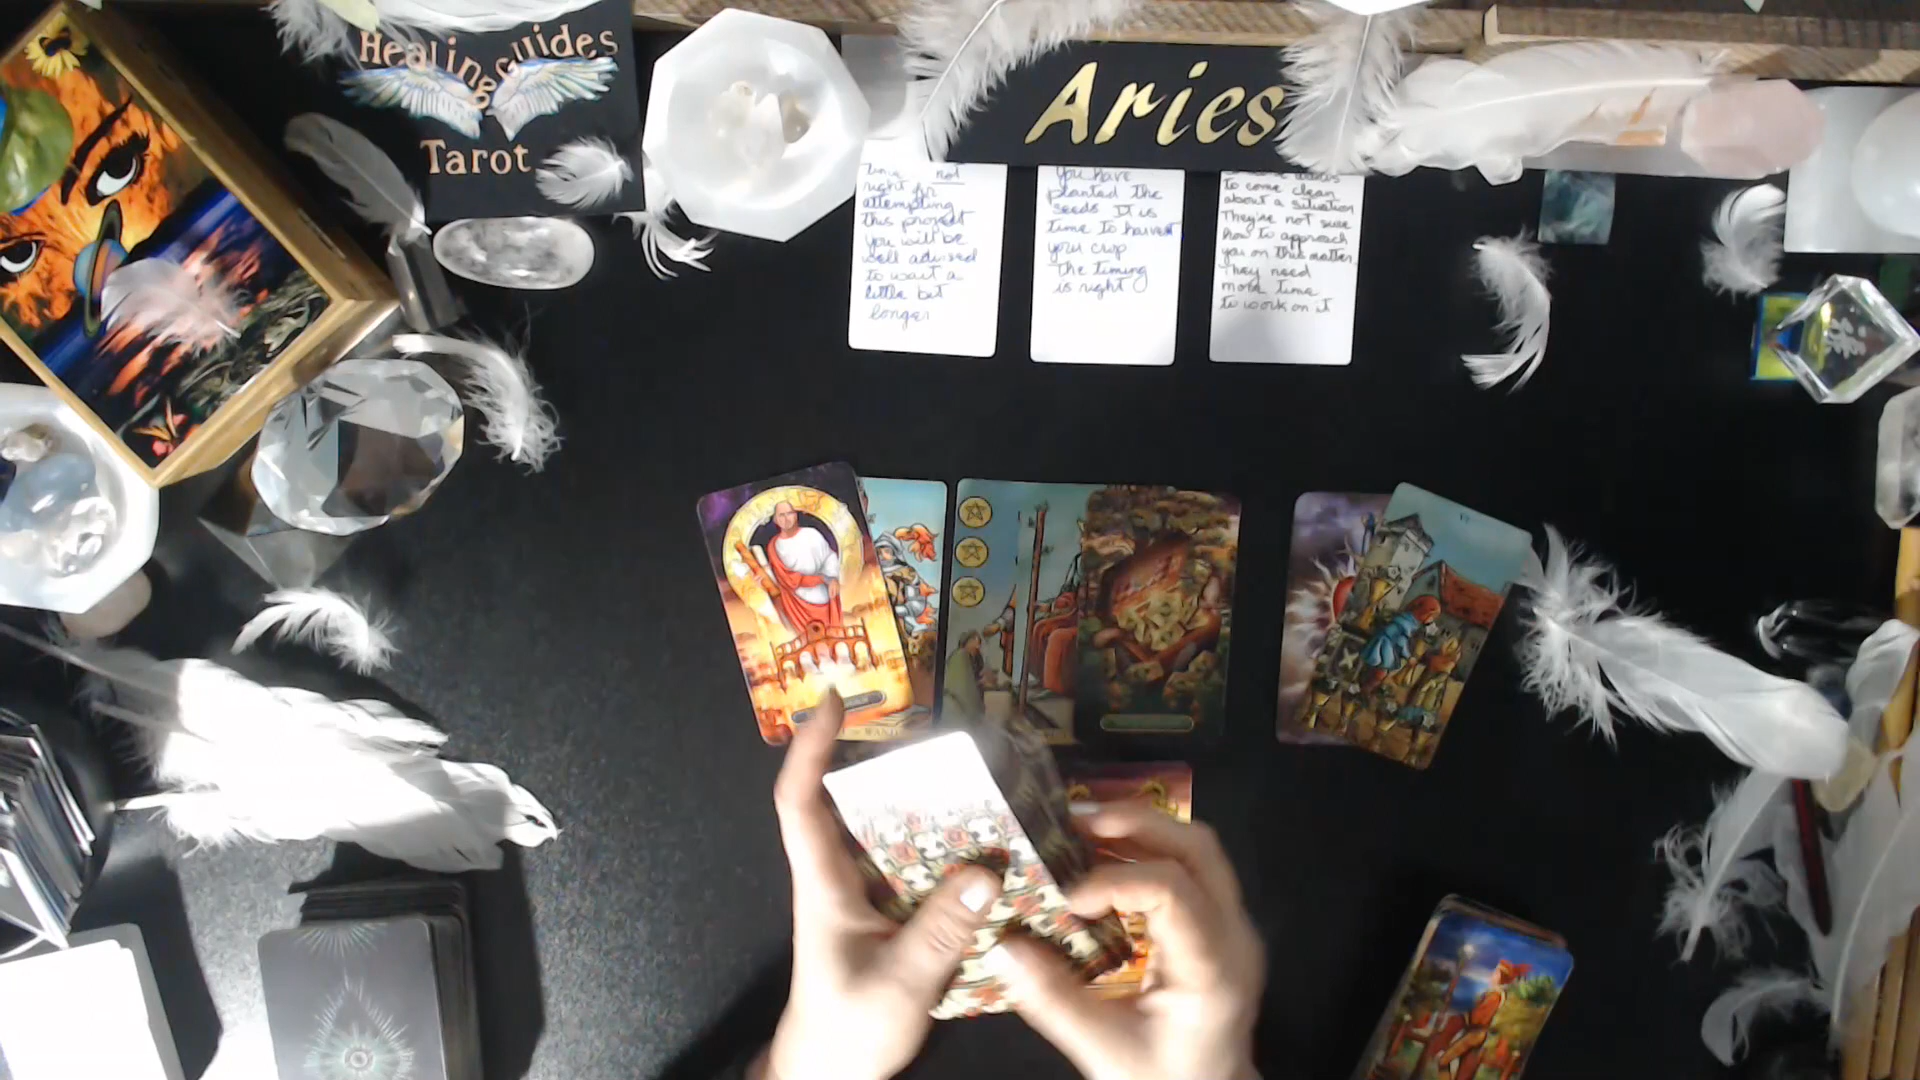 Healing Guides
Tarot
Aries
Time not
right for
attempting
this project
you will be
well advised
to wait a
little bit
longer
you have
planted the
seeds It is
time to harvest
your crop
The timing
is right
to come clean
about a situation
They're not sure
how to approach
you on this matter.
They need
more time
to work on it